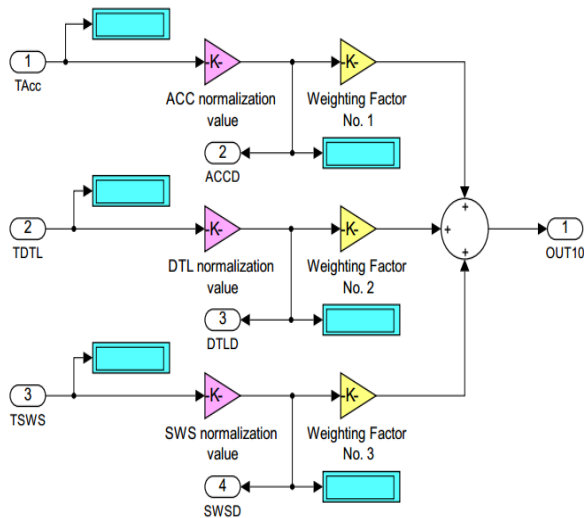 1
TAcc
-K-
ACC normalization
value
-K-
Weighting Factor
No. 1
2
ACCD
+
+
+
1
OUT10
2
TDTL
-K-
DTL normalization
value
-K-
Weighting Factor
No. 2
3
DTLD
3
TSWS
-K-
SWS normalization
value
-K-
Weighting Factor
No. 3
4
SWSD